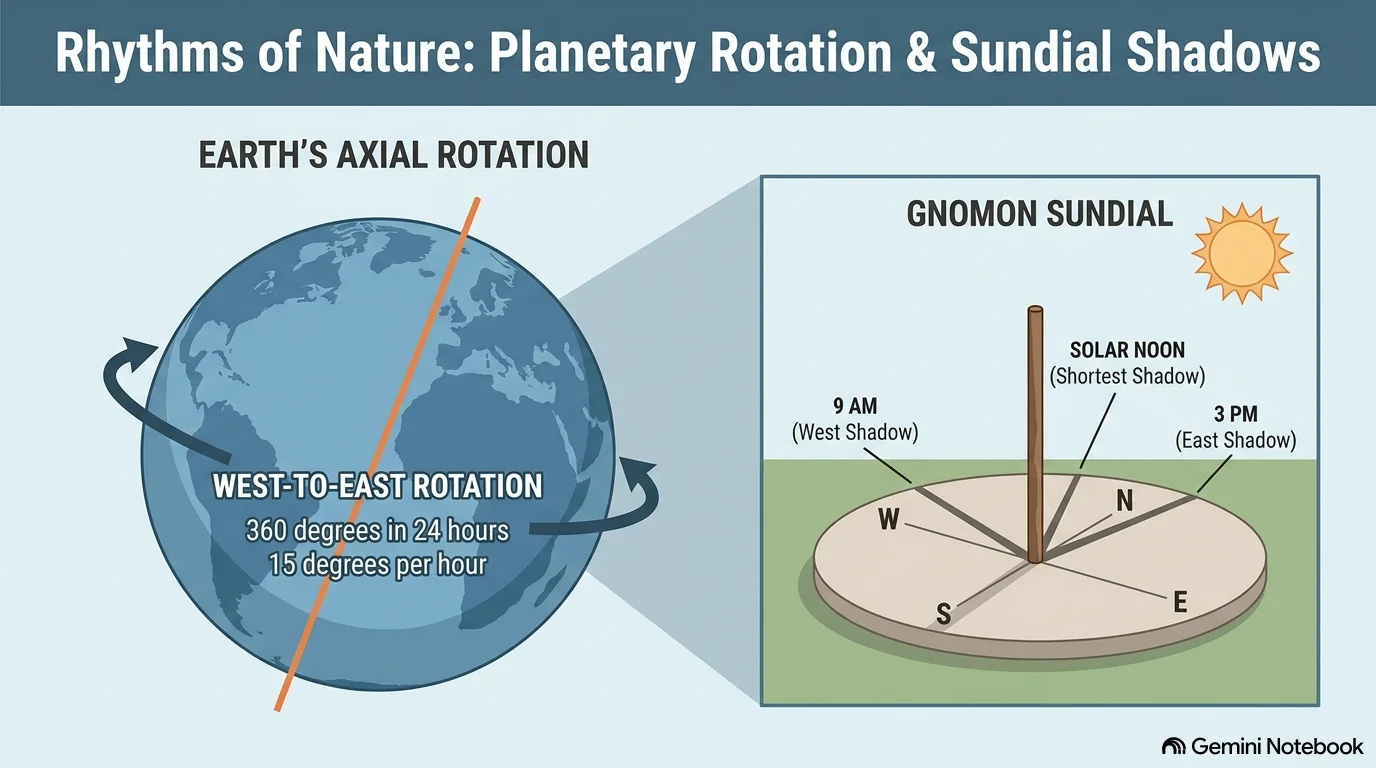 Rhythms of Nature: Planetary Rotation & Sundial Shadows
EARTH'S AXIAL ROTATION
WEST-TO-EAST ROTATION
360 degrees in 24 hours
15 degrees per hour
GNOMON SUNDIAL
SOLAR NOON
(Shortest Shadow)
9 AM
(West Shadow)
3 PM
(East Shadow)
N
W
S
E
Gemini Notebook